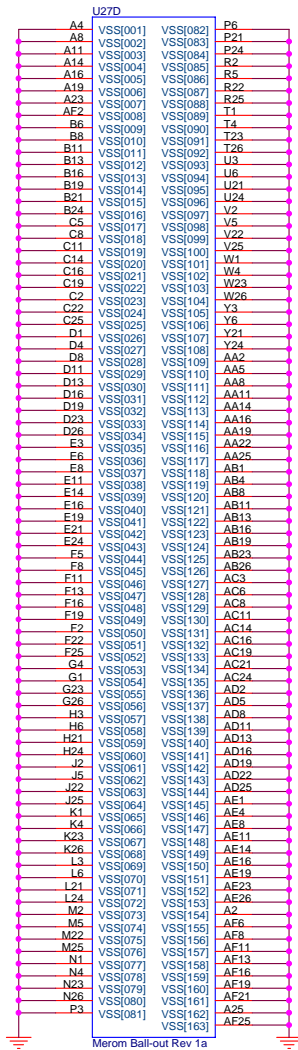 U27D
A4 VSS[001] VSS[082] P6
A8 VSS[002] VSS[083] P21
A11 VSS[003] VSS[084] P24
A14 VSS[004] VSS[085] R2
A16 VSS[005] VSS[086] R5
A19 VSS[006] VSS[087] R22
A23 VSS[007] VSS[088] R25
AF2 VSS[008] VSS[089] T1
B6 VSS[009] VSS[090] T4
B8 VSS[010] VSS[091] T23
B11 VSS[011] VSS[092] T26
B13 VSS[012] VSS[093] U3
B16 VSS[013] VSS[094] U6
B19 VSS[014] VSS[095] U21
B21 VSS[015] VSS[096] U24
B24 VSS[016] VSS[097] V2
C5 VSS[017] VSS[098] V5
C8 VSS[018] VSS[099] V22
C11 VSS[019] VSS[100] V25
C14 VSS[020] VSS[101] W1
C16 VSS[021] VSS[102] W4
C19 VSS[022] VSS[103] W23
C2 VSS[023] VSS[104] W26
C22 VSS[024] VSS[105] Y3
C25 VSS[025] VSS[106] Y6
D1 VSS[026] VSS[107] Y21
D4 VSS[027] VSS[108] Y24
D8 VSS[028] VSS[109] AA2
D11 VSS[029] VSS[110] AA5
D13 VSS[030] VSS[111] AA8
D16 VSS[031] VSS[112] AA11
D19 VSS[032] VSS[113] AA14
D23 VSS[033] VSS[114] AA16
D26 VSS[034] VSS[115] AA19
E3 VSS[035] VSS[116] AA22
E6 VSS[036] VSS[117] AA25
E8 VSS[037] VSS[118] AB1
E11 VSS[038] VSS[119] AB4
E14 VSS[039] VSS[120] AB8
E16 VSS[040] VSS[121] AB11
E19 VSS[041] VSS[122] AB13
E21 VSS[042] VSS[123] AB16
E24 VSS[043] VSS[124] AB19
F5 VSS[044] VSS[125] AB23
F8 VSS[045] VSS[126] AB26
F11 VSS[046] VSS[127] AC3
F13 VSS[047] VSS[128] AC6
F16 VSS[048] VSS[129] AC8
F19 VSS[049] VSS[130] AC11
F2 VSS[050] VSS[131] AC14
F22 VSS[051] VSS[132] AC16
F25 VSS[052] VSS[133] AC19
G4 VSS[053] VSS[134] AC21
G1 VSS[054] VSS[135] AC24
G23 VSS[055] VSS[136] AD2
G26 VSS[056] VSS[137] AD5
H3 VSS[057] VSS[138] AD8
H6 VSS[058] VSS[139] AD11
H21 VSS[059] VSS[140] AD13
H24 VSS[060] VSS[141] AD16
J2 VSS[061] VSS[142] AD19
J5 VSS[062] VSS[143] AD22
J22 VSS[063] VSS[144] AD25
J25 VSS[064] VSS[145] AE1
K1 VSS[065] VSS[146] AE4
K4 VSS[066] VSS[147] AE8
K23 VSS[067] VSS[148] AE11
K26 VSS[068] VSS[149] AE14
L3 VSS[069] VSS[150] AE16
L6 VSS[070] VSS[151] AE19
L21 VSS[071] VSS[152] AE23
L24 VSS[072] VSS[153] AE26
M2 VSS[073] VSS[154] A2
M5 VSS[074] VSS[155] AF6
M22 VSS[075] VSS[156] AF8
M25 VSS[076] VSS[157] AF11
N1 VSS[077] VSS[158] AF13
N4 VSS[078] VSS[159] AF16
N23 VSS[079] VSS[160] AF19
N26 VSS[080] VSS[161] AF21
P3 VSS[081] VSS[162] A25
VSS[163] AF25
Merom Ball-out Rev 1a